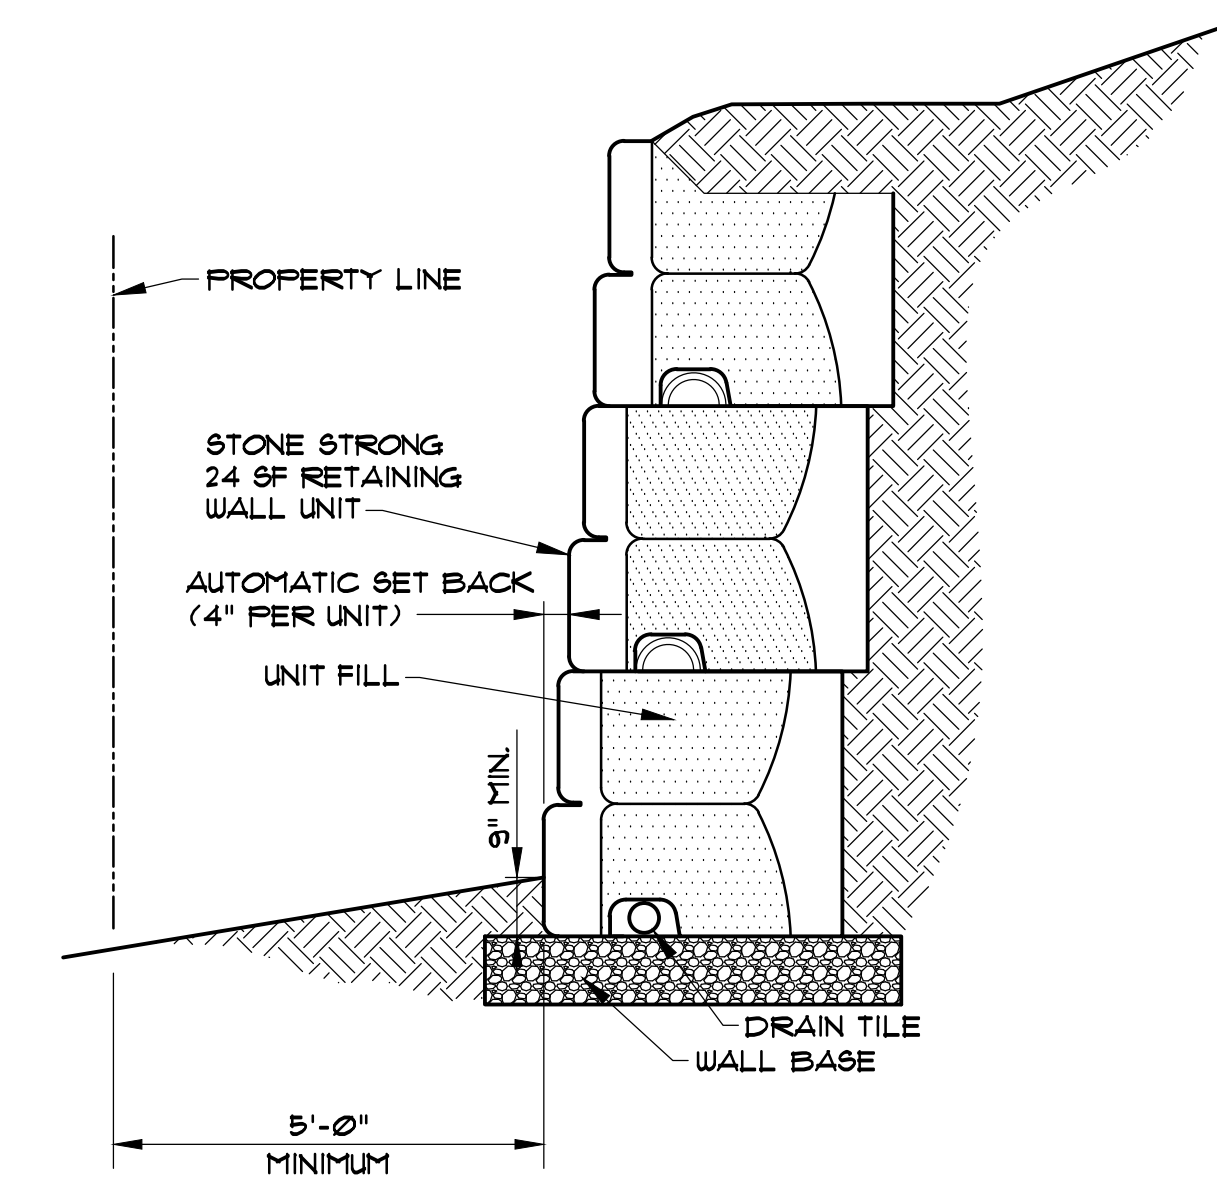 PROPERTY LINE
STONE STRONG
24 SF RETAINING
WALL UNIT
AUTOMATIC SET BACK
(4" PER UNIT)
UNIT FILL
9" MIN.
DRAIN TILE
WALL BASE
5'-0"
MINIMUM